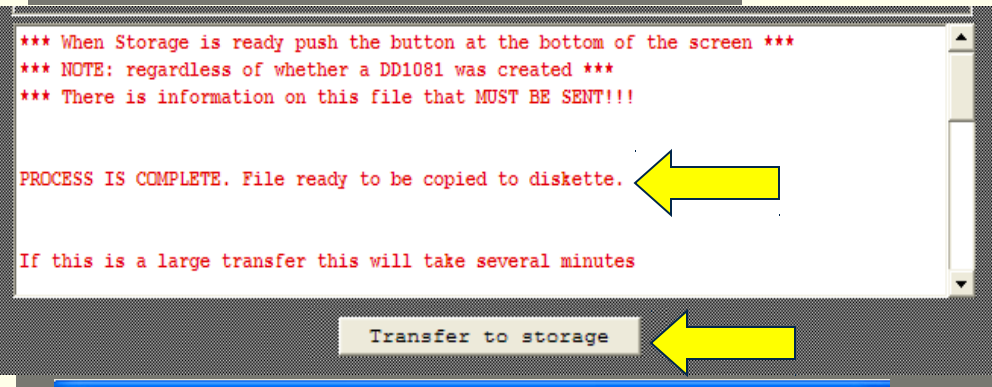 *** When Storage is ready push the button at the bottom of the screen ***
*** NOTE: regardless of whether a DD1081 was created ***
*** There is information on this file that MUST BE SENT!!!
PROCESS IS COMPLETE. File ready to be copied to diskette.
If this is a large transfer this will take several minutes
Transfer to storage